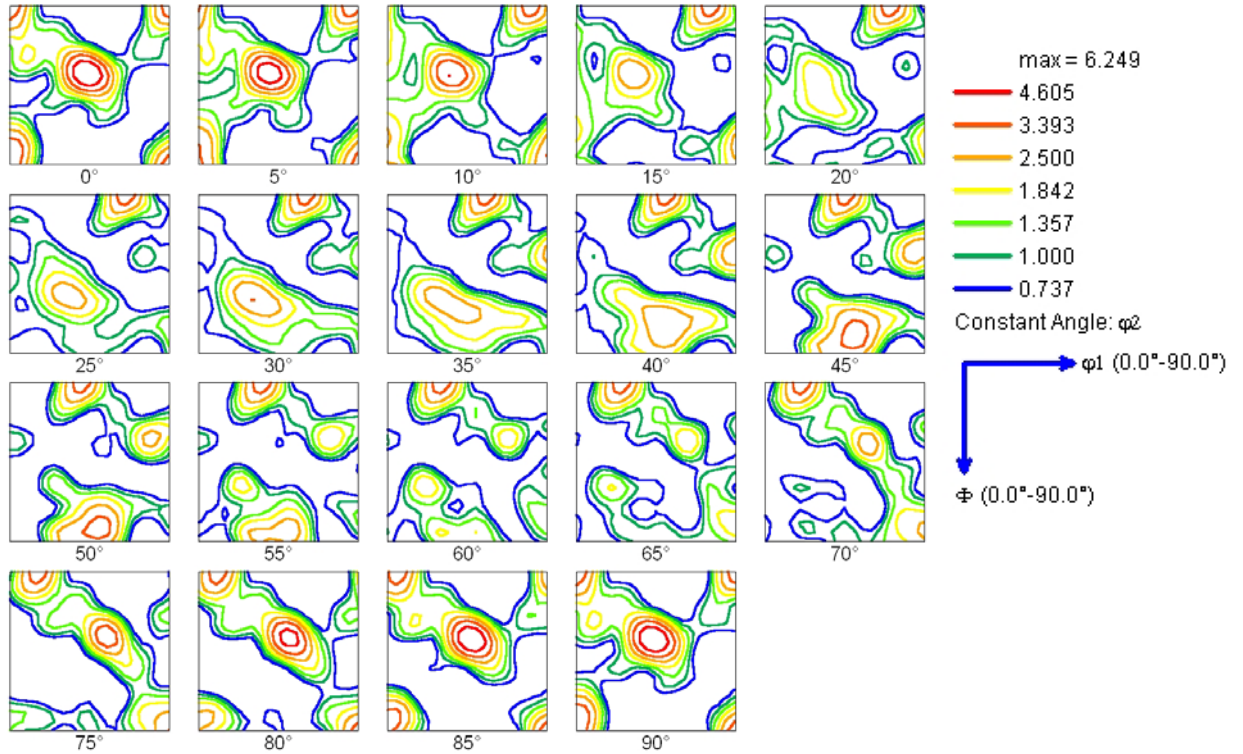 max = 6.249
4.605
3.393
2.500
1.842
1.357
1.000
0.737
Constant Angle: φ2
φ1 (0.0°-90.0°)
Φ (0.0°-90.0°)
0° 5° 10° 15° 20°
25° 30° 35° 40° 45°
50° 55° 60° 65° 70°
75° 80° 85° 90°